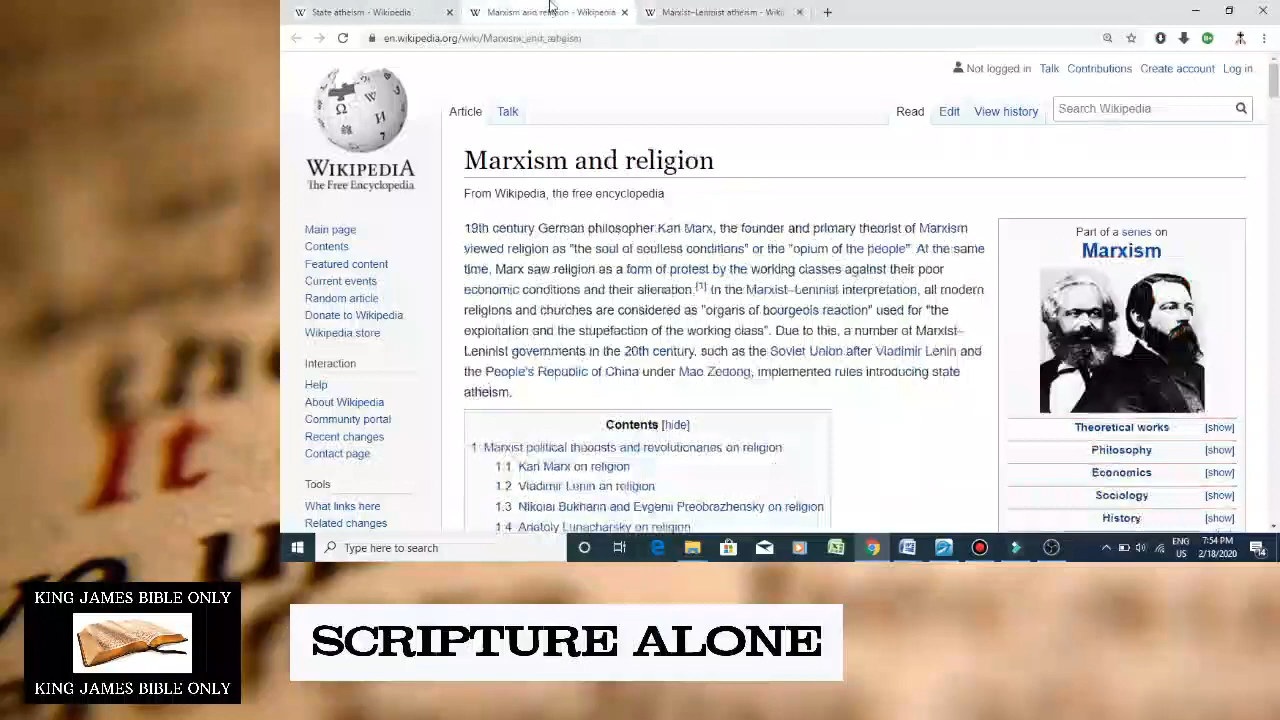 State atheism - Wikipedia
Marxism and religion - Wikipedia
Marxist–Leninist atheism - Wiki
en.wikipedia.org/wiki/Marxism_and_religion
Not logged in Talk Contributions Create account Log in
Article Talk Read Edit View history Search Wikipedia
WIKIPEDIA
The Free Encyclopedia
Main page
Contents
Featured content
Current events
Random article
Donate to Wikipedia
Wikipedia store
Interaction
Help
About Wikipedia
Community portal
Recent changes
Contact page
Tools
What links here
Related changes
Marxism and religion
From Wikipedia, the free encyclopedia
19th century German philosopher Karl Marx, the founder and primary theorist of Marxism
viewed religion as "the soul of soulless conditions" or the "opium of the people". At the same
time, Marx saw religion as a form of protest by the working classes against their poor
economic conditions and their alienation.[1] In the Marxist–Leninist interpretation, all modern
religions and churches are considered as "organs of bourgeois reaction" used for "the
exploitation and the stupefaction of the working class". Due to this, a number of Marxist–
Leninist governments in the 20th century, such as the Soviet Union after Vladimir Lenin and
the People's Republic of China under Mao Zedong, implemented rules introducing state
atheism.
Contents [hide]
1 Marxist political theorists and revolutionaries on religion
1.1 Karl Marx on religion
1.2 Vladimir Lenin on religion
1.3 Nikolai Bukharin and Evgenii Preobrazhensky on religion
1.4 Anatoly Lunacharsky on religion
Part of a series on
Marxism
Theoretical works [show]
Philosophy [show]
Economics [show]
Sociology [show]
History [show]
Type here to search
ENG
US
7:54 PM
2/18/2020
14
It
KING JAMES BIBLE ONLY
KING JAMES BIBLE ONLY
SCRIPTURE ALONE